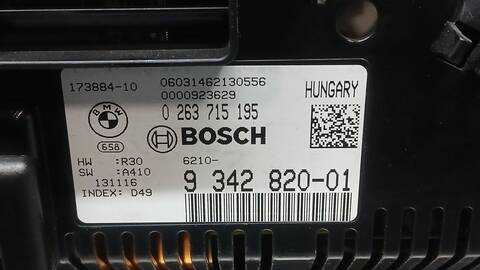 173884-10 06031462130556 HUNGARY
0000923629
BMW 0 263 715 195
658 BOSCH
HW :R30 6210-
SW :A410 9 342 820-01
131116
INDEX: D49